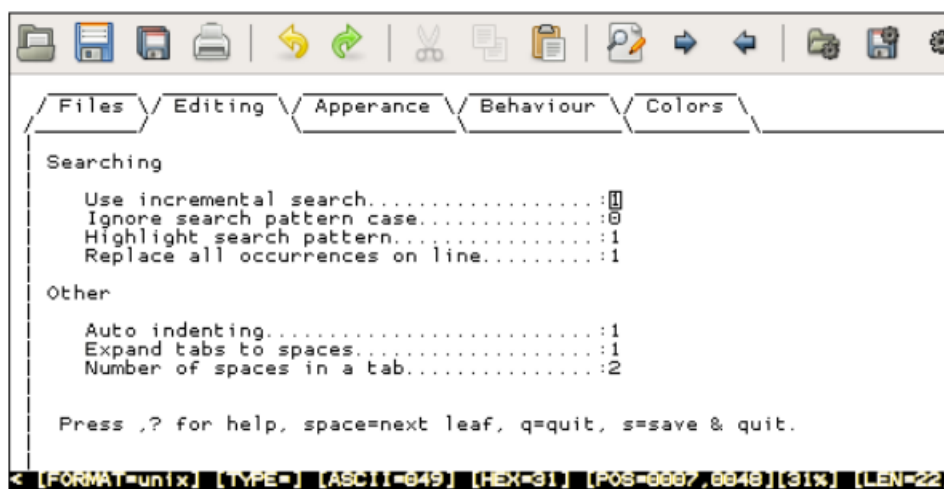 Files Editing Apperance Behaviour Colors
Searching
Use incremental search...................:1
Ignore search pattern case..............:0
Highlight search pattern................:1
Replace all occurrences on line.........:1
Other
Auto indenting..........................:1
Expand tabs to spaces...................:1
Number of spaces in a tab...............:2
Press ,? for help, space=next leaf, q=quit, s=save & quit.
< [FORMAT=unix] [TYPE=] [ASCII=049] [HEX=31] [POS=0007,0048][31%] [LEN=22